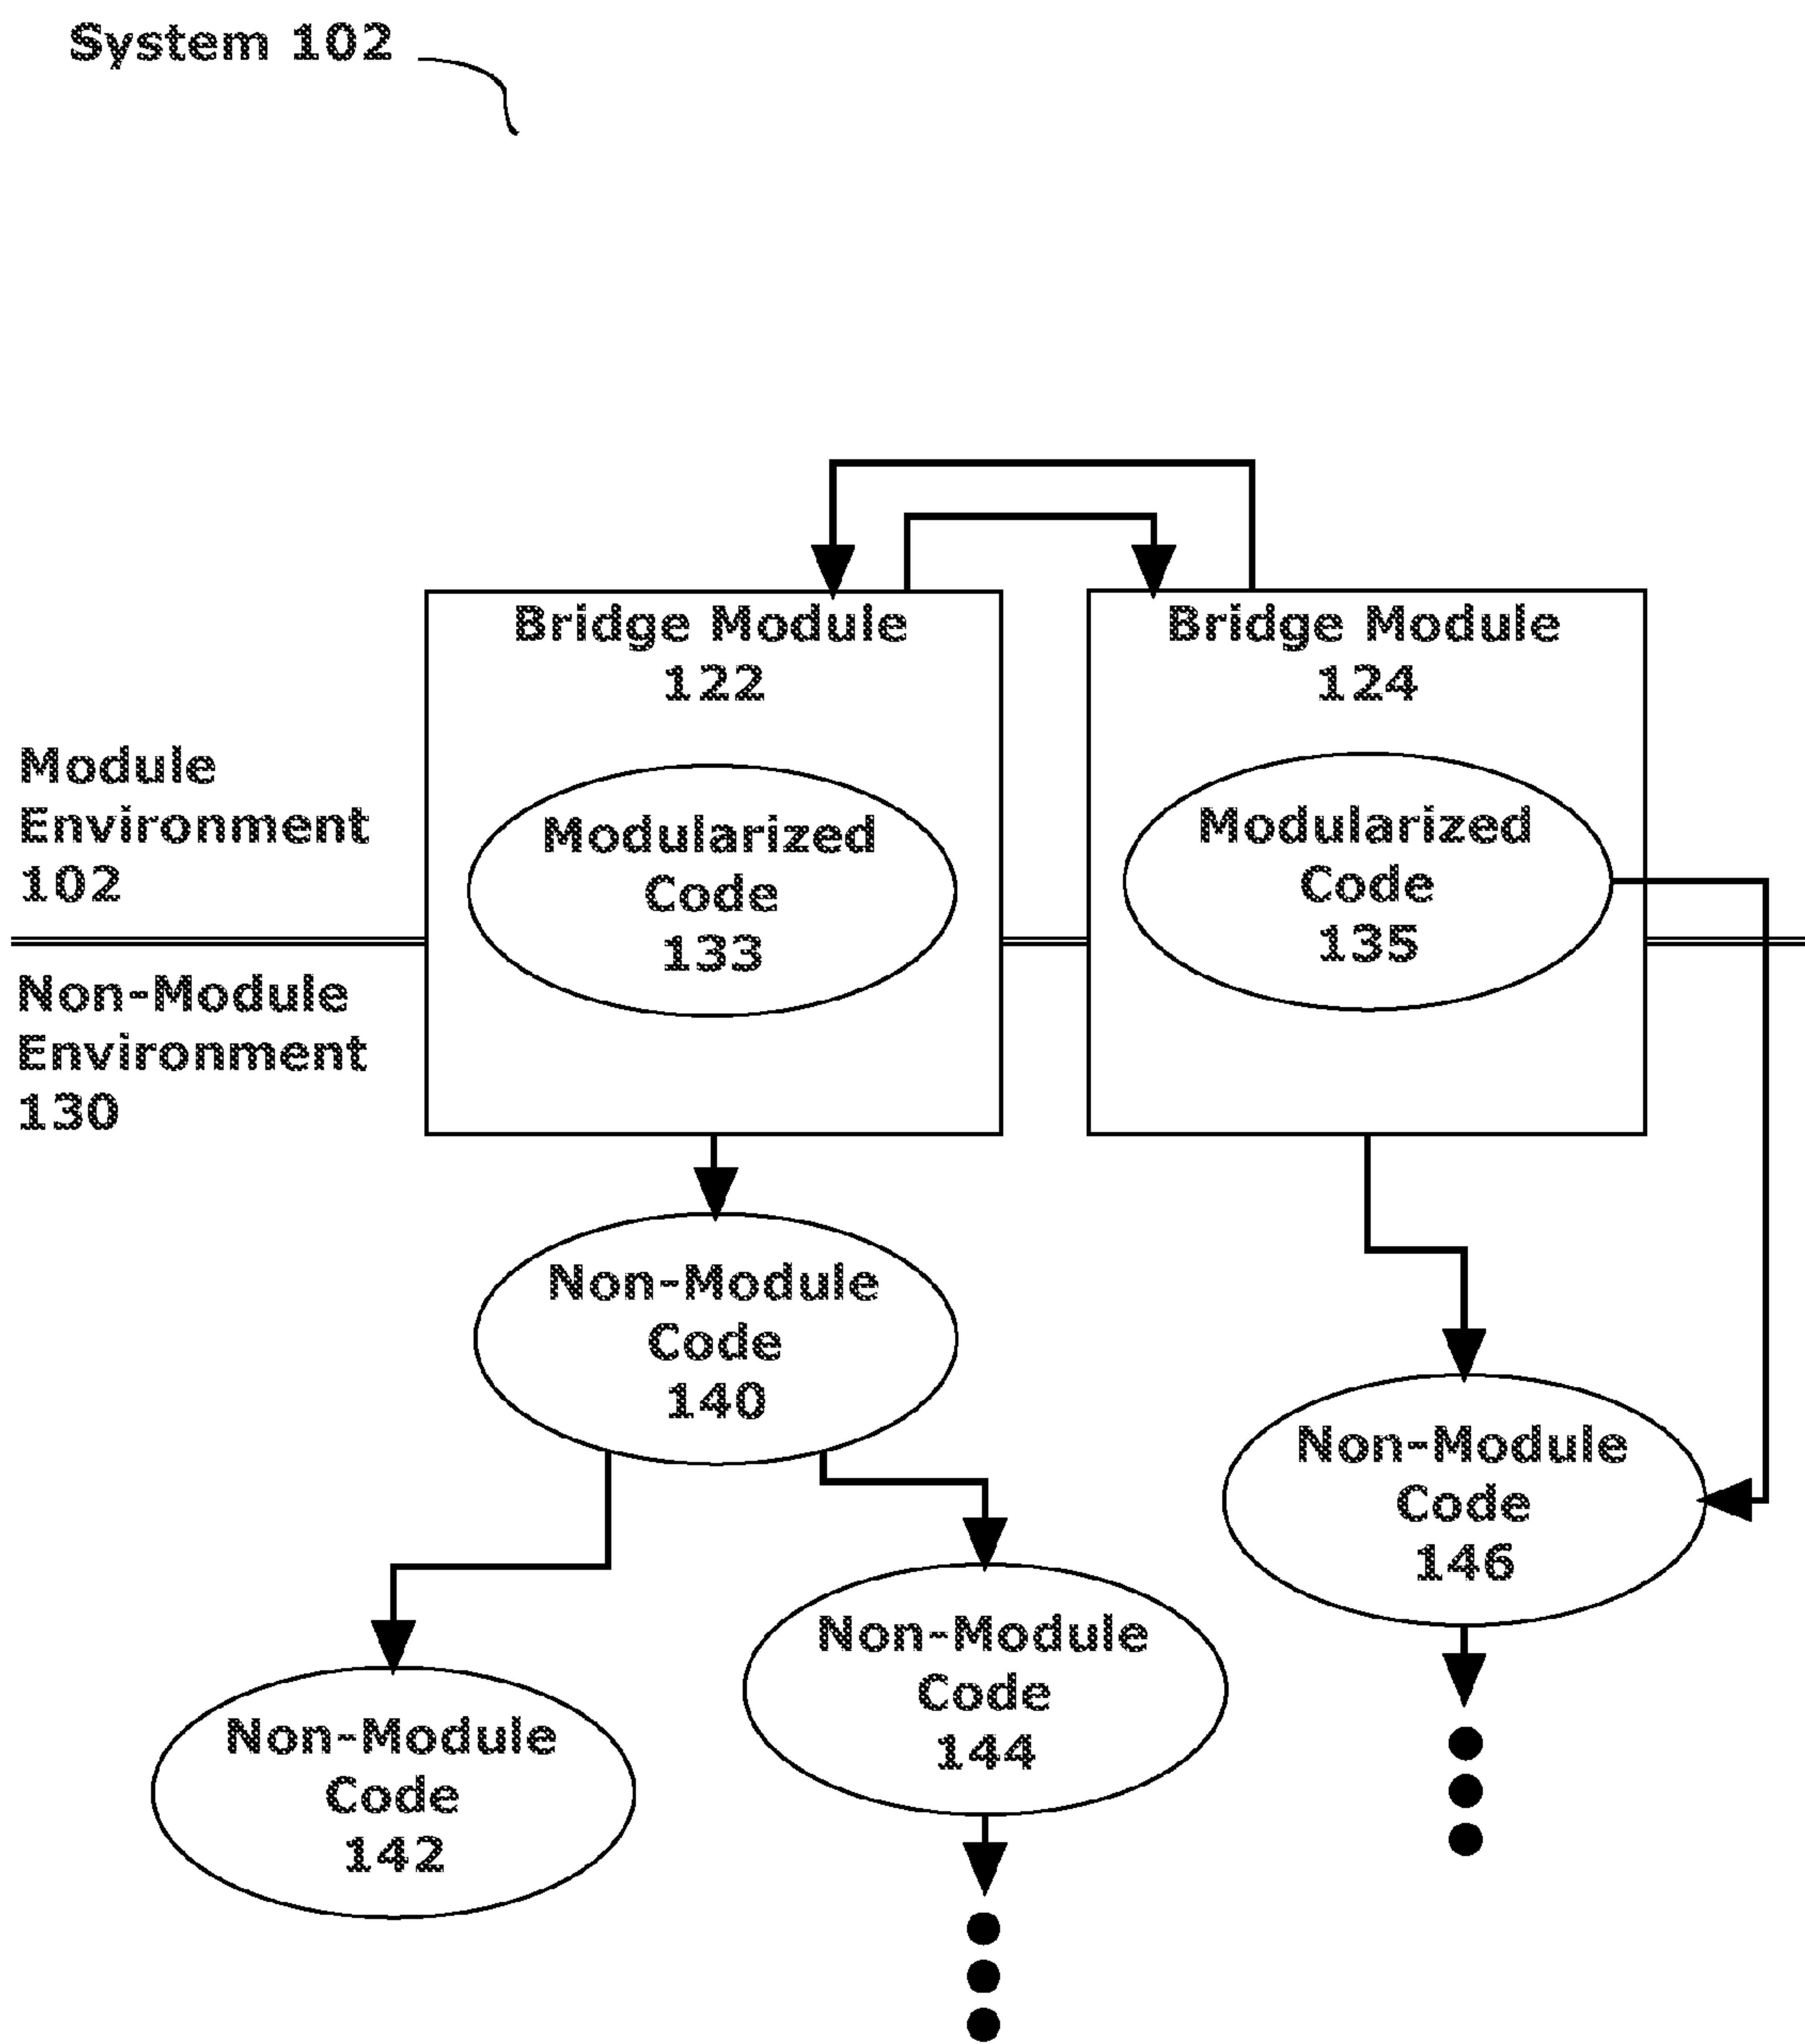 System 102
Bridge Module
122
Bridge Module
124
Module
Environment
102
Modularized
Code
133
Modularized
Code
135
Non-Module
Environment
130
Non-Module
Code
140
Non-Module
Code
146
Non-Module
Code
144
Non-Module
Code
142